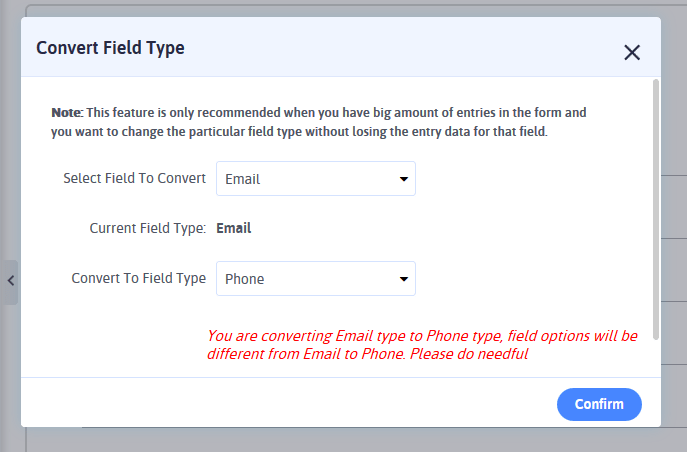 Convert Field Type
Note: This feature is only recommended when you have big amount of entries in the form and
you want to change the particular field type without losing the entry data for that field.
Select Field To Convert Email
Current Field Type: Email
Convert To Field Type Phone
You are converting Email type to Phone type, field options will be
different from Email to Phone. Please do needful
Confirm